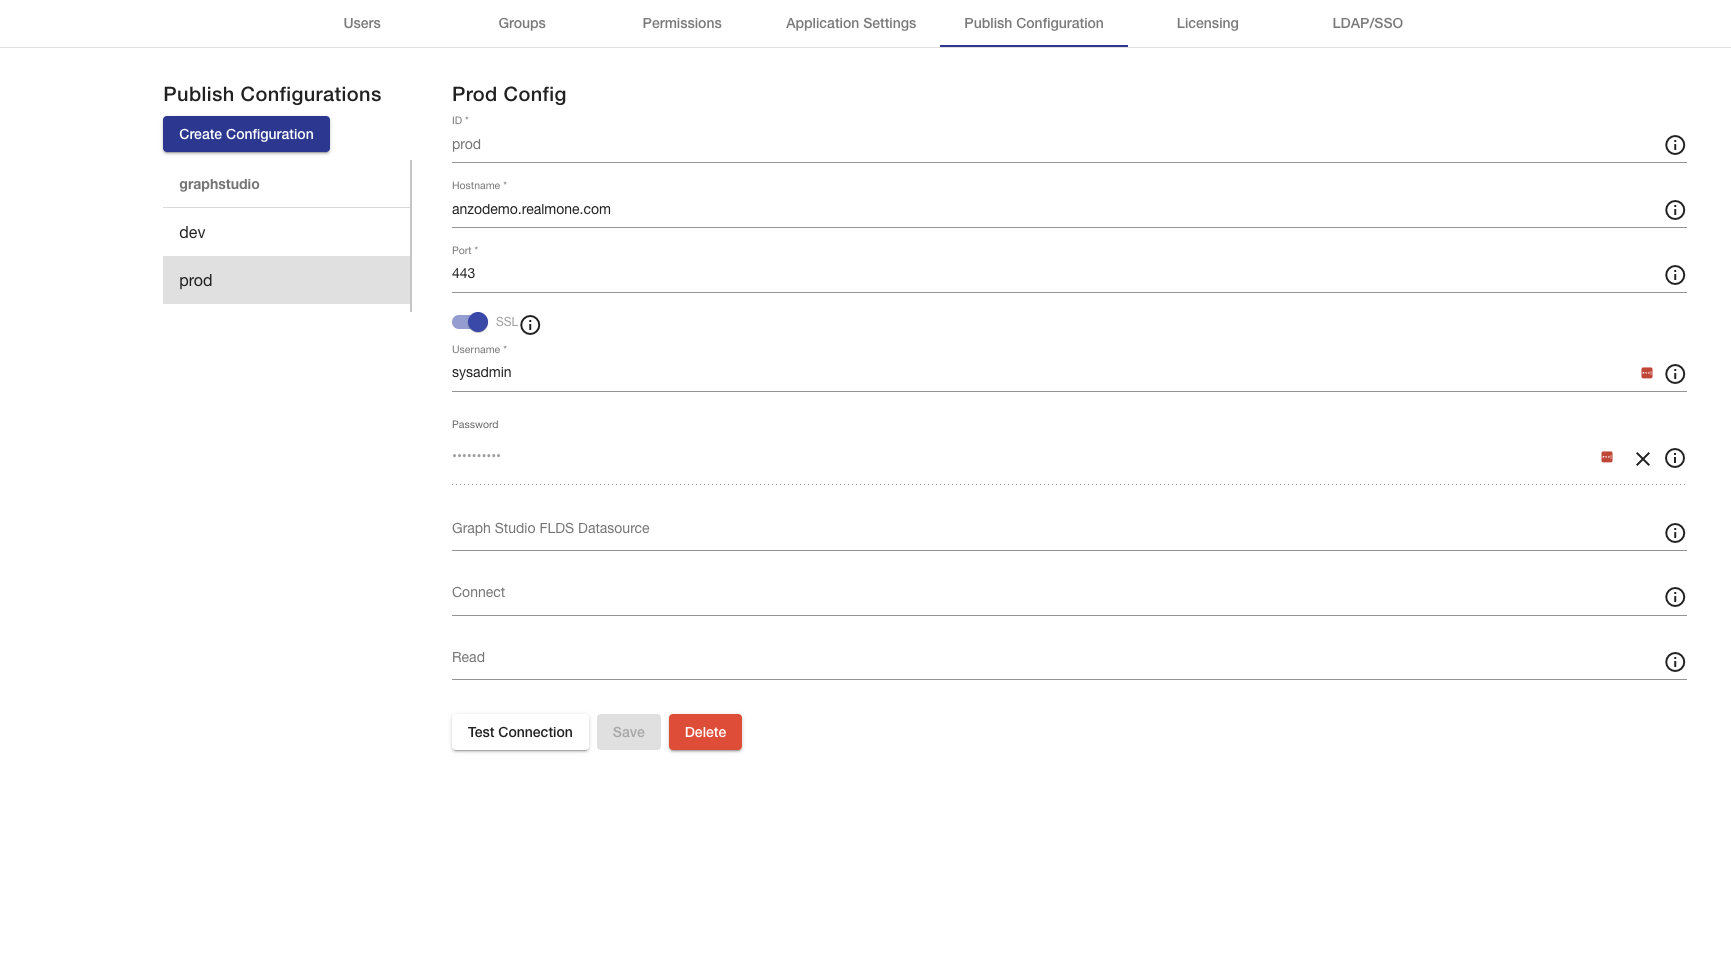 Users Groups Permissions Application Settings Publish Configuration Licensing LDAP/SSO
Publish Configurations
Create Configuration
graphstudio
dev
prod
Prod Config
ID *
prod
Hostname *
anzodemo.realmone.com
Port *
443
SSL
Username *
sysadmin
Password
••••••••••
Graph Studio FLDS Datasource
Connect
Read
Test Connection Save Delete